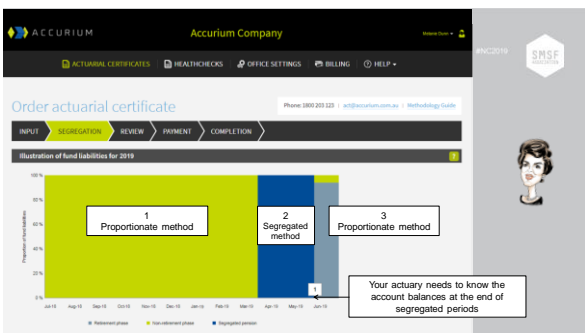 ACCURIUM
Accurium Company
Melanie Dunn
#NC2019
SMSF
ASSOCIATION
ACTUARIAL CERTIFICATES
HEALTHCHECKS
OFFICE SETTINGS
BILLING
HELP
Order actuarial certificate
Phone: 1800 203 123 | act@accurium.com.au | Methodology Guide
INPUT
SEGREGATION
REVIEW
PAYMENT
COMPLETION
Illustration of fund liabilities for 2019
?
100 %
80 %
60 %
40 %
20 %
0 %
Proportion of fund liabilities
1
Proportionate method
2
Segregated
method
3
Proportionate method
1
Jul-18 Aug-18 Sep-18 Oct-18 Nov-18 Dec-18 Jan-19 Feb-19 Mar-19 Apr-19 May-19 Jun-19
Retirement phase Non-retirement phase Segregated pension
Your actuary needs to know the
account balances at the end of
segregated periods